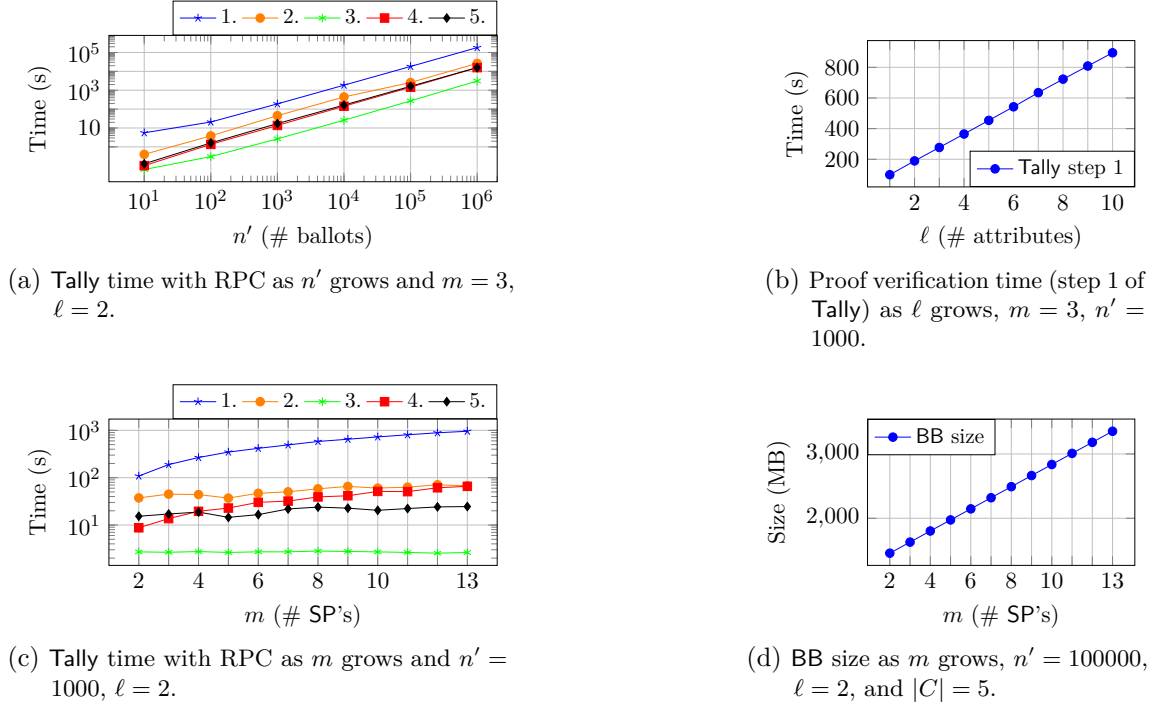 1. 2. 3. 4. 5.
Time (s)
10^5
10^3
10
10^1 10^2 10^3 10^4 10^5 10^6
n′ (# ballots)
(a) Tally time with RPC as n′ grows and m = 3,
ℓ = 2.
Time (s)
800
600
400
200
Tally step 1
2 4 6 8 10
ℓ (# attributes)
(b) Proof verification time (step 1 of
Tally) as ℓ grows, m = 3, n′ =
1000.
1. 2. 3. 4. 5.
Time (s)
10^3
10^2
10^1
2 4 6 8 10 13
m (# SP's)
(c) Tally time with RPC as m grows and n′ =
1000, ℓ = 2.
BB size
Size (MB)
3,000
2,000
2 4 6 8 10 13
m (# SP's)
(d) BB size as m grows, n′ = 100000,
ℓ = 2, and |C| = 5.